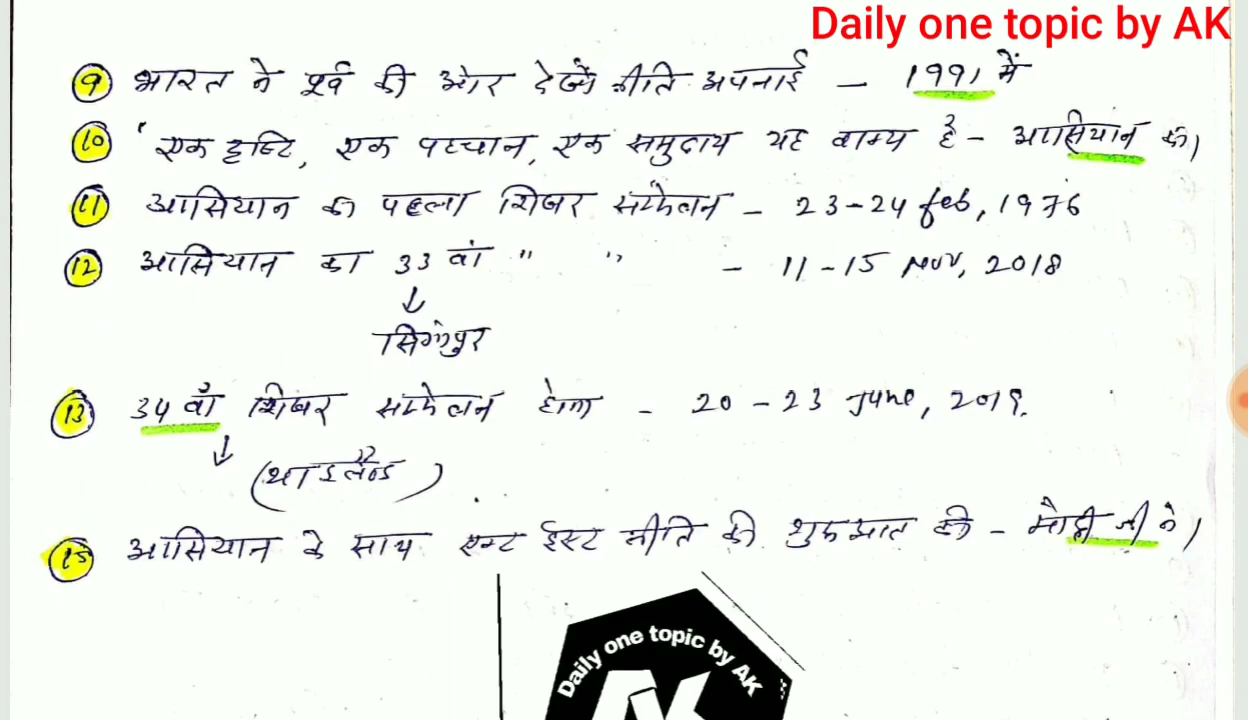 Daily one topic by AK
9 भारत ने पूर्व की ओर देखो नीति अपनाई – 1991 में
10 'एक दृष्टि, एक पहचान, एक समुदाय यह वाक्य है – आसियान का।
11 आसियान का पहला शिखर सम्मेलन – 23-24 feb, 1976
12 आसियान का 33 वां " " – 11-15 Nov, 2018
↓
सिंगापुर
13 34 वाँ शिखर सम्मेलन होगा – 20-23 June, 2019.
↓
(थाइलैण्ड)
15 आसियान के साथ एक्ट ईस्ट नीति की शुरुआत की – मोदी जी ने।
Daily one topic by AK
AK